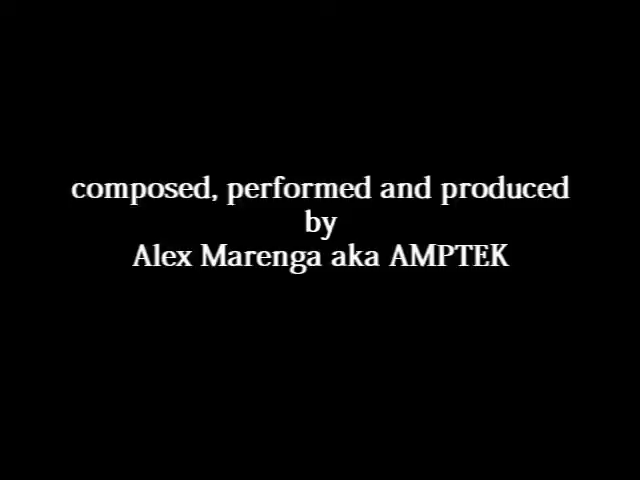 composed, performed and produced
by
Alex Marenga aka AMPTEK